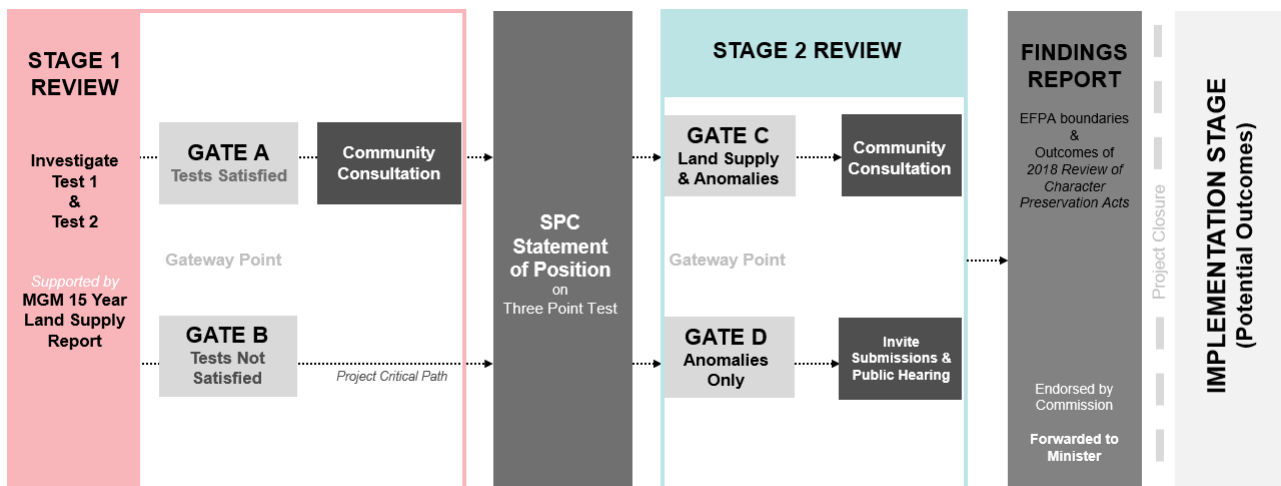 STAGE 1
REVIEW
Investigate
Test 1
&
Test 2
Supported by
MGM 15 Year
Land Supply
Report
GATE A
Tests Satisfied
Community
Consultation
Gateway Point
GATE B
Tests Not
Satisfied
Project Critical Path
SPC
Statement
of Position
on
Three Point Test
STAGE 2 REVIEW
GATE C
Land Supply
& Anomalies
Community
Consultation
Gateway Point
GATE D
Anomalies
Only
Invite
Submissions &
Public Hearing
FINDINGS
REPORT
EFPA boundaries
&
Outcomes of
2018 Review of
Character
Preservation Acts
Endorsed by
Commission
Forwarded to
Minister
Project Closure
IMPLEMENTATION STAGE
(Potential Outcomes)